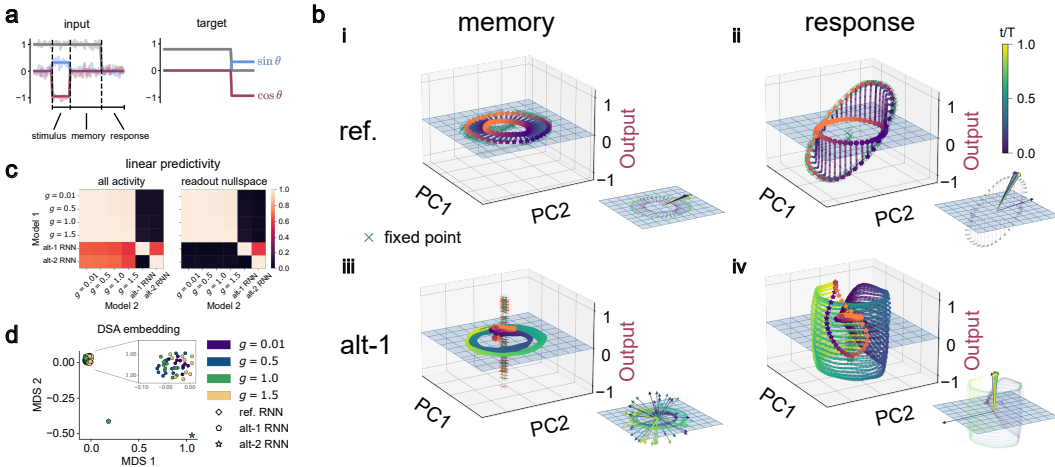 a
input
target
1
0
−1
1
0
−1
sin θ
cos θ
stimulus
memory
response
b
memory
response
i
ii
t/T
1.0
0.5
0.0
ref.
1
0
−1
Output
PC1
PC2
1
0
−1
Output
PC1
PC2
× fixed point
c
linear predictivity
all activity
readout nullspace
Model 1
g = 0.01
g = 0.5
g = 1.0
g = 1.5
alt-1 RNN
alt-2 RNN
g = 0.01
g = 0.5
g = 1.0
g = 1.5
alt-1 RNN
alt-2 RNN
Model 2
g = 0.01
g = 0.5
g = 1.0
g = 1.5
alt-1 RNN
alt-2 RNN
Model 2
1.0
0.8
0.6
0.4
0.2
0.0
iii
iv
alt-1
1
0
−1
Output
PC1
PC2
1
0
−1
Output
PC1
PC2
d
DSA embedding
MDS 2
0.00
−0.25
−0.50
0.0
0.5
1.0
MDS 1
−0.10
−0.05
0.00
g = 0.01
g = 0.5
g = 1.0
g = 1.5
ref. RNN
alt-1 RNN
alt-2 RNN